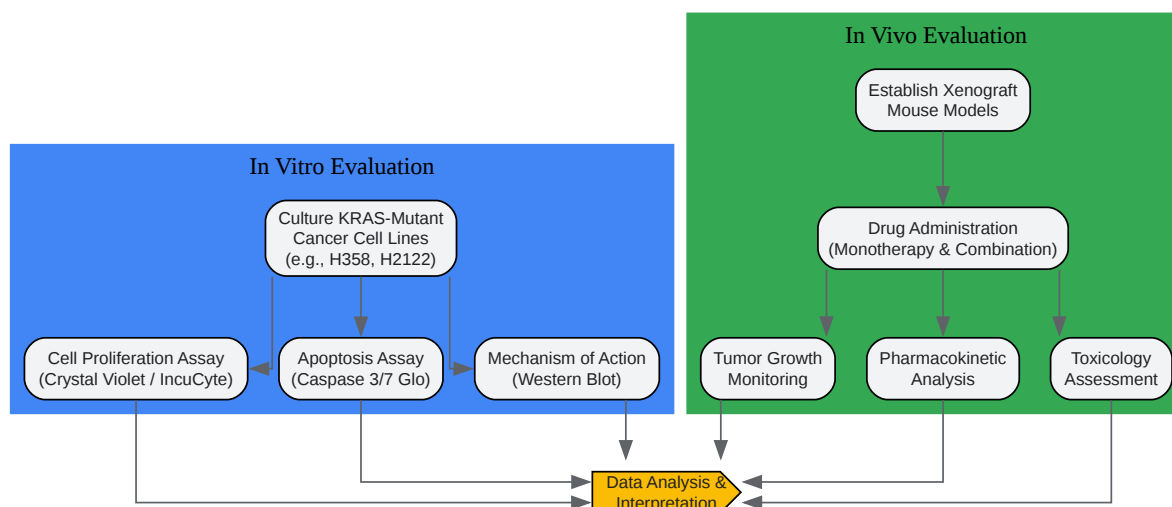 In Vivo Evaluation
Establish Xenograft
Mouse Models
In Vitro Evaluation
Culture KRAS-Mutant
Cancer Cell Lines
(e.g., H358, H2122)
Drug Administration
(Monotherapy & Combination)
Cell Proliferation Assay
(Crystal Violet / IncuCyte)
Apoptosis Assay
(Caspase 3/7 Glo)
Mechanism of Action
(Western Blot)
Tumor Growth
Monitoring
Pharmacokinetic
Analysis
Toxicology
Assessment
Data Analysis &
Interpretation